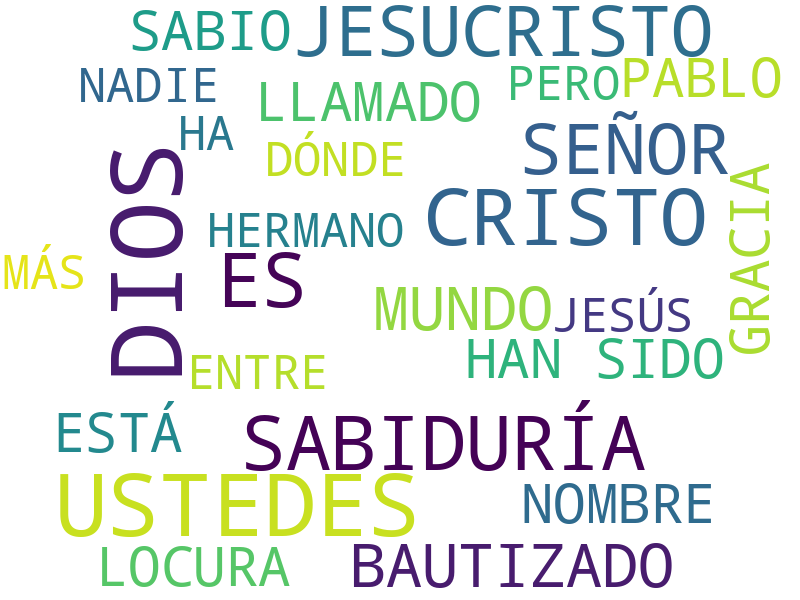 SABIO JESUCRISTO
NADIE LLAMADO PERO PABLO
HA DÓNDE SEÑOR
DIOS HERMANO CRISTO GRACIA
MÁS ES MUNDO JESÚS
ENTRE HAN SIDO
ESTÁ SABIDURÍA
USTEDES NOMBRE
LOCURA BAUTIZADO